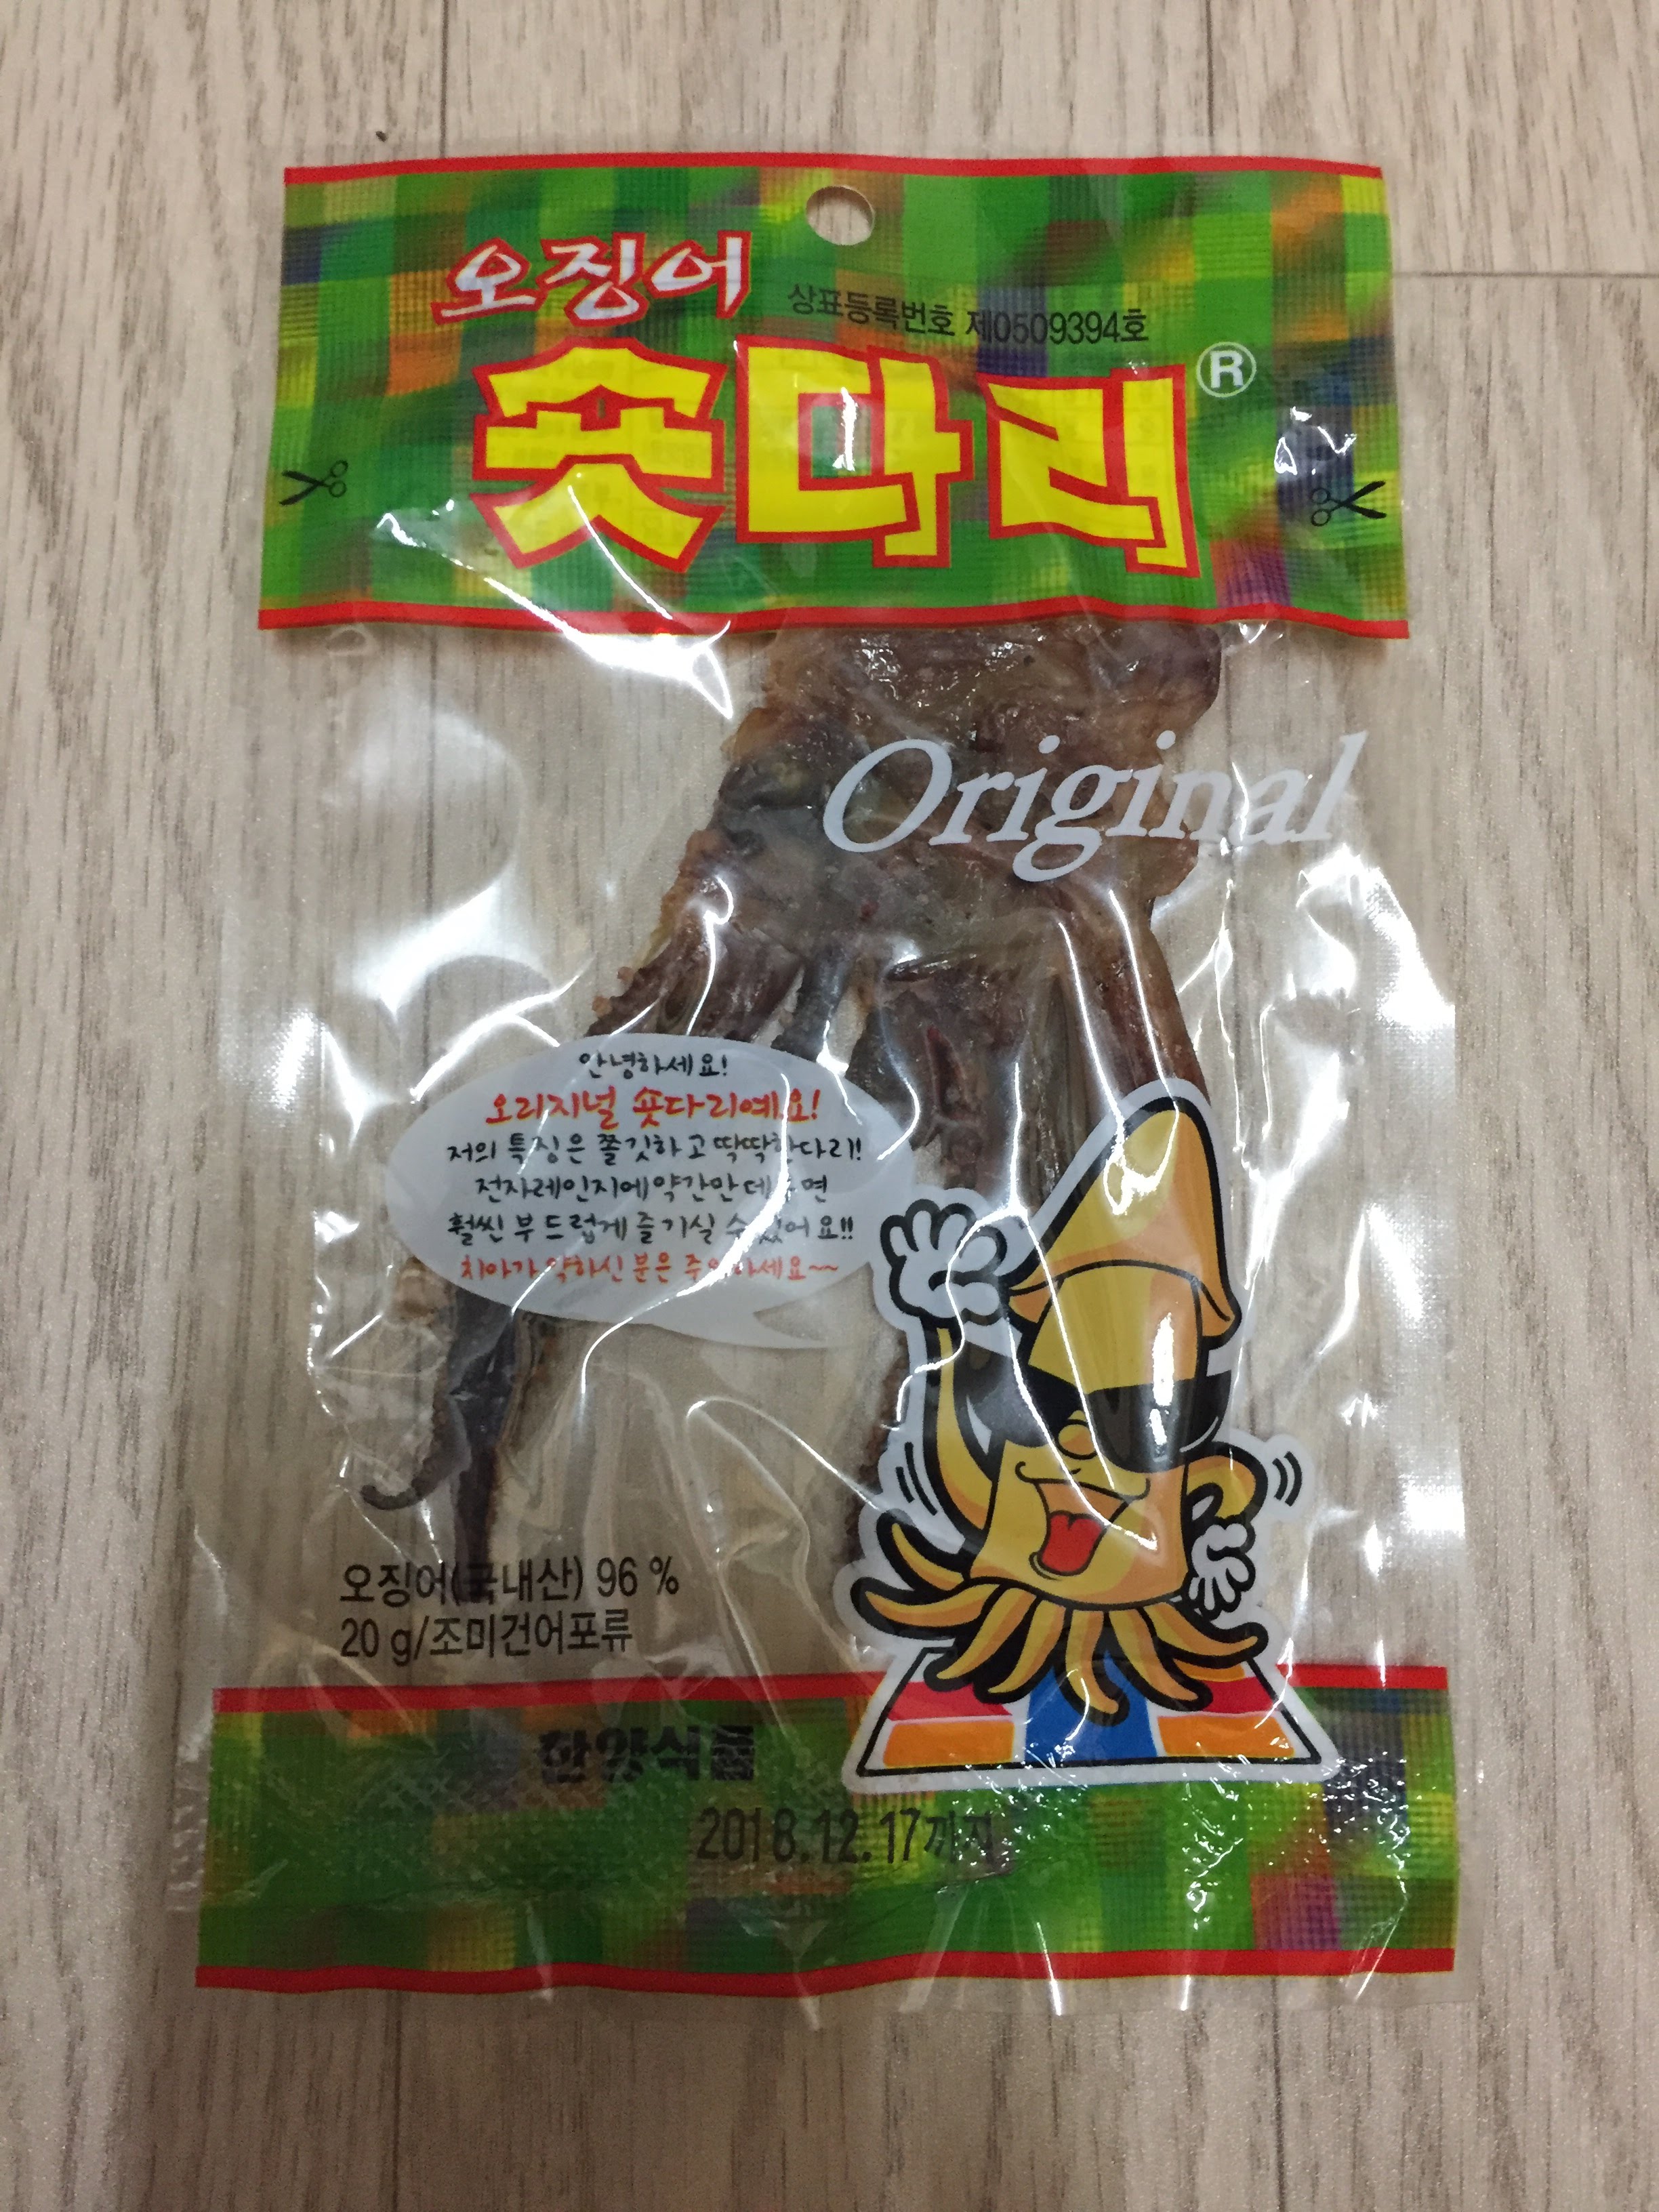 오징어
상표등록번호 제0509394호
숏다리®
Original
안녕하세요!
오리지널 숏다리예요!
저의 특징은 쫄깃하고 딱딱한다리!
전자레인지에 약간만 데우면
훨씬 부드럽게 즐기실 수 있어요!!
치아가 약하신 분은 주의하세요~~
오징어(국내산) 96 %
20 g/조미건어포류
한양식품
2018.12.17까지